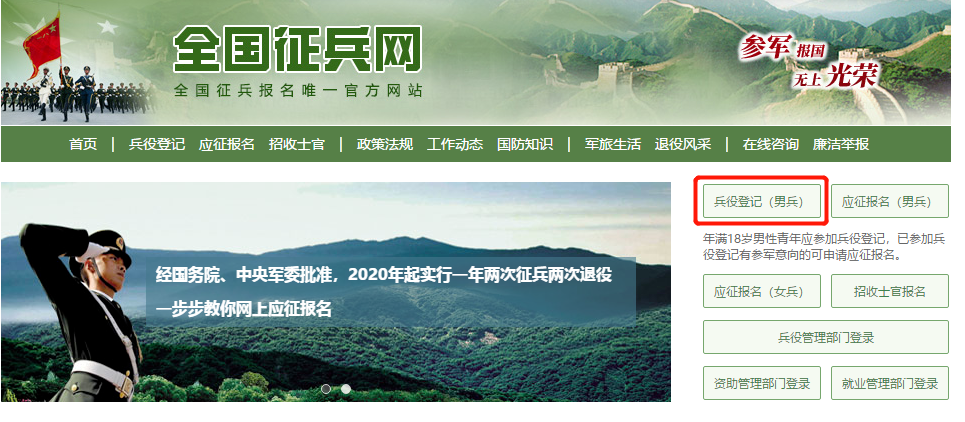 全国征兵网
全国征兵报名唯一官方网站
参军 报国
无上 光荣
首页 | 兵役登记 应征报名 招收士官 | 政策法规 工作动态 国防知识 | 军旅生活 退役风采 | 在线咨询 廉洁举报
经国务院、中央军委批准，2020年起实行一年两次征兵两次退役
一步步教你网上应征报名
兵役登记（男兵） 应征报名（男兵）
年满18岁男性青年应参加兵役登记，已参加兵
役登记有参军意向的可申请应征报名。
应征报名（女兵） 招收士官报名
兵役管理部门登录
资助管理部门登录 就业管理部门登录